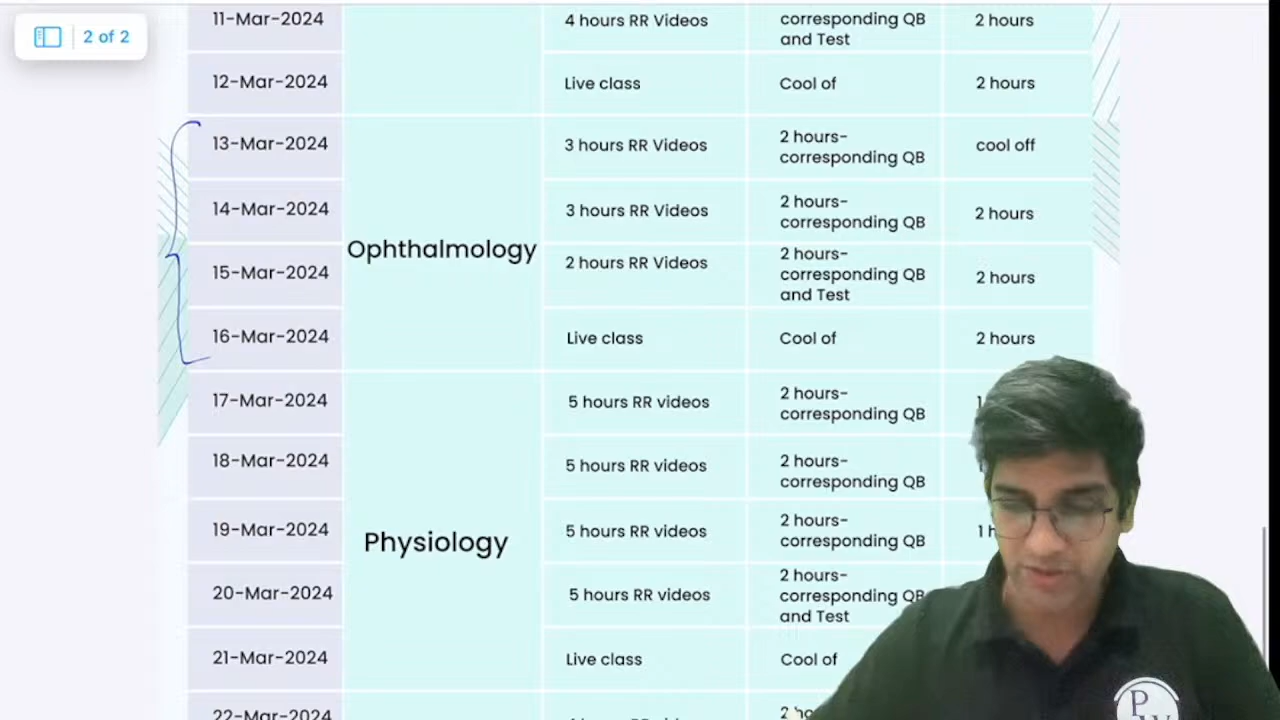 2 of 2
11-Mar-2024
4 hours RR Videos
corresponding QB
and Test
2 hours
12-Mar-2024
Live class
Cool of
2 hours
Ophthalmology
13-Mar-2024
3 hours RR Videos
2 hours-
corresponding QB
cool off
14-Mar-2024
3 hours RR Videos
2 hours-
corresponding QB
2 hours
15-Mar-2024
2 hours RR Videos
2 hours-
corresponding QB
and Test
2 hours
16-Mar-2024
Live class
Cool of
2 hours
Physiology
17-Mar-2024
5 hours RR videos
2 hours-
corresponding QB
18-Mar-2024
5 hours RR videos
2 hours-
corresponding QB
19-Mar-2024
5 hours RR videos
2 hours-
corresponding QB
20-Mar-2024
5 hours RR videos
2 hours-
corresponding QB
and Test
21-Mar-2024
Live class
Cool of
22-Mar-2024